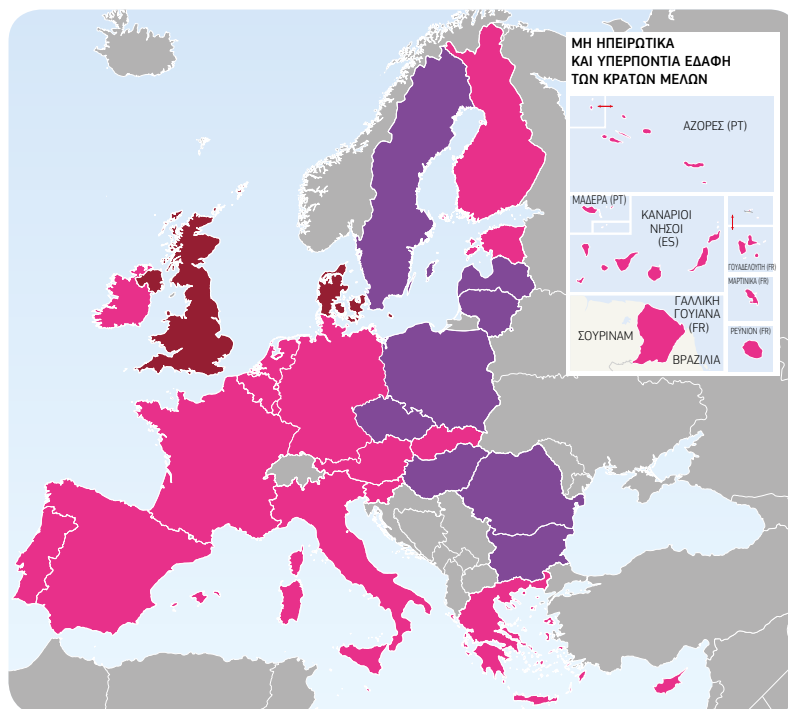 ΜΗ ΗΠΕΙΡΩΤΙΚΑ
ΚΑΙ ΥΠΕΡΠΟΝΤΙΑ ΕΔΑΦΗ
ΤΩΝ ΚΡΑΤΩΝ ΜΕΛΩΝ
ΑΖΟΡΕΣ (PT)
ΜΑΔΕΡΑ (PT)
ΚΑΝΑΡΙΟΙ
ΝΗΣΟΙ
(ES)
ΓΟΥΑΔΕΛΟΥΠΗ (FR)
ΜΑΡΤΙΝΙΚΑ (FR)
ΓΑΛΛΙΚΗ
ΓΟΥΙΑΝΑ
(FR)
ΣΟΥΡΙΝΑΜ
ΒΡΑΖΙΛΙΑ
ΡΕΥΝΙΟΝ (FR)